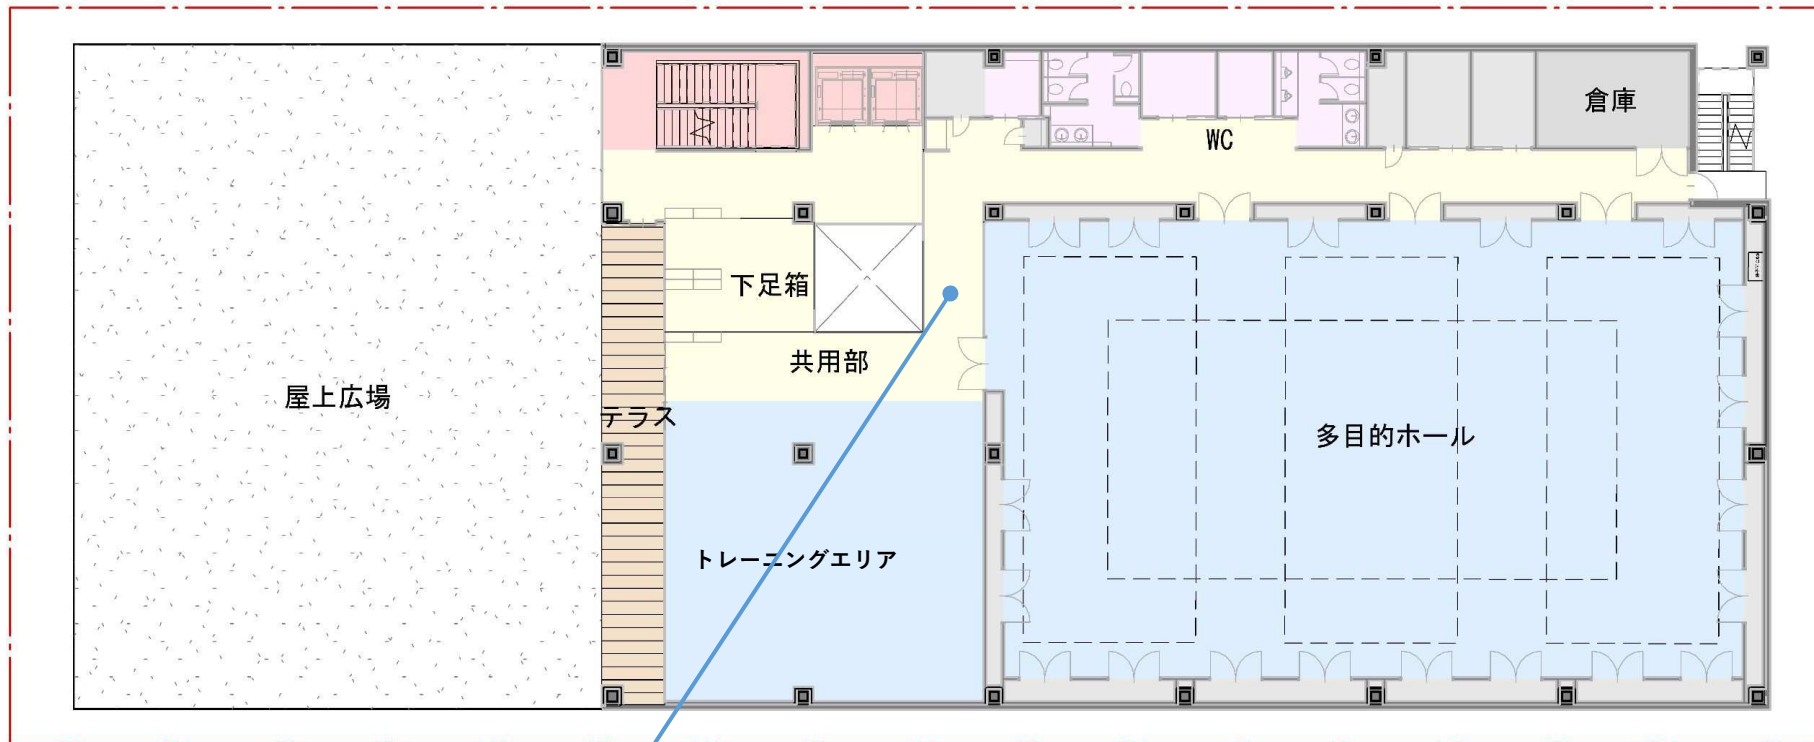 倉庫
WC
下足箱
共用部
屋上広場
テラス
多目的ホール
トレーニングエリア